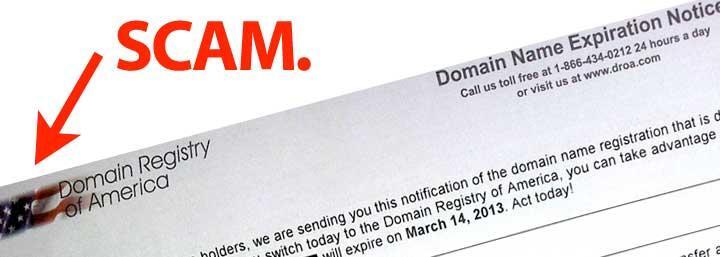 SCAM.
Domain Name Expiration Notice
Call us toll free at 1-866-434-0212 24 hours a day
or visit us at www.droa.com
Domain Registry
of America
holders, we are sending you this notification of the domain name registration that is d
switch today to the Domain Registry of America, you can take advantage
will expire on March 14, 2013. Act today!